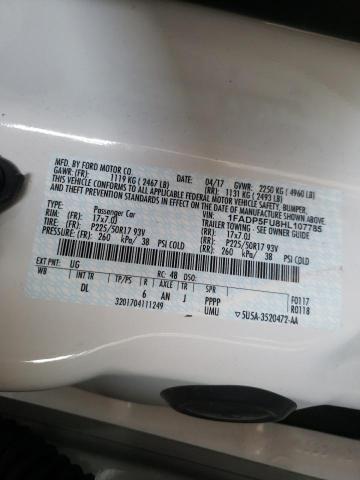 MFD. BY FORD MOTOR CO.
04/17 GVWR: 2250 KG ( 4960 LB)
GAWR: (FR): 1119 KG ( 2467 LB) (RR): 1131 KG ( 2493 LB)
THIS VEHICLE CONFORMS TO ALL APPLICABLE FEDERAL MOTOR VEHICLE SAFETY, BUMPER,
AND THEFT PREVENTION STANDARDS IN EFFECT ON THE DATE OF MANUFACTURE SHOWN ABOVE.
VIN: 1FADP5FU8HL107785
TYPE: Passenger Car TRAILER TOWING - SEE OWNER GUIDE
RIM: (FR): 17x7.0J (RR): 17x7.0J
TIRE: (FR): P225/50R17 93V (RR): P225/50R17 93V
PRESSURE: (FR): 260 kPa/ 38 PSI COLD (RR): 260 kPa/ 38 PSI COLD
EXT PNT: UG RC: 48 DSO: F0117
WB INT TR TP/PS R AXLE TR SPR R0118
DL 6 AN J PPPP
3201704111249 UMU ▽5USA-3520472-AA